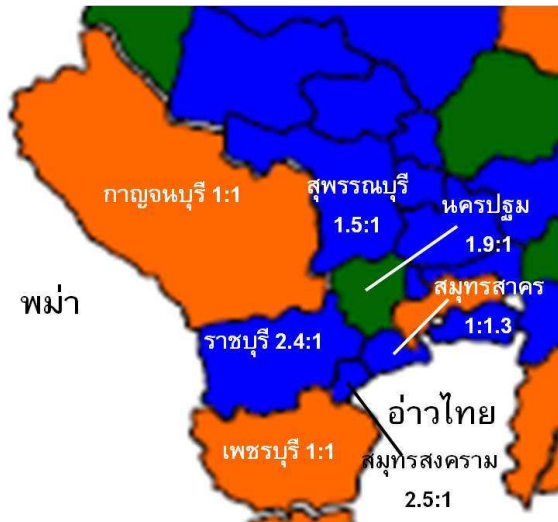 กาญจนบุรี 1:1
สุพรรณบุรี
1.5:1
นครปฐม
1.9:1
สมุทรสาคร
1:1.3
พม่า
ราชบุรี 2.4:1
อ่าวไทย
เพชรบุรี 1:1
สมุทรสงคราม
2.5:1